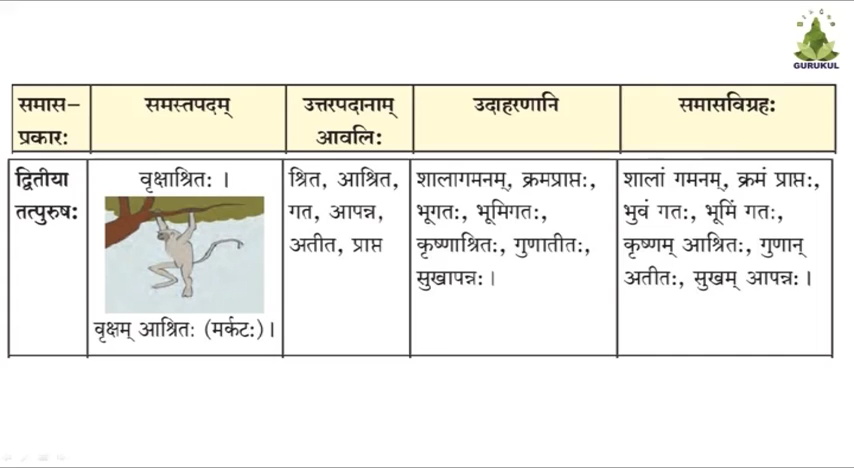 GURUKUL
समास-
प्रकारः
समस्तपदम्
उत्तरपदानाम्
आवलिः
उदाहरणानि
समासविग्रहः
द्वितीया
तत्पुरुषः
वृक्षाश्रितः ।
वृक्षम् आश्रितः (मर्कटः)।
श्रित, आश्रित,
गत, आपन्न,
अतीत, प्राप्त
शालागमनम्, क्रमप्राप्तः,
भूगतः, भूमिगतः,
कृष्णाश्रितः, गुणातीतः,
सुखापन्नः।
शालां गमनम्, क्रमं प्राप्तः,
भुवं गतः, भूमिं गतः,
कृष्णम् आश्रितः, गुणान्
अतीतः, सुखम् आपन्नः।